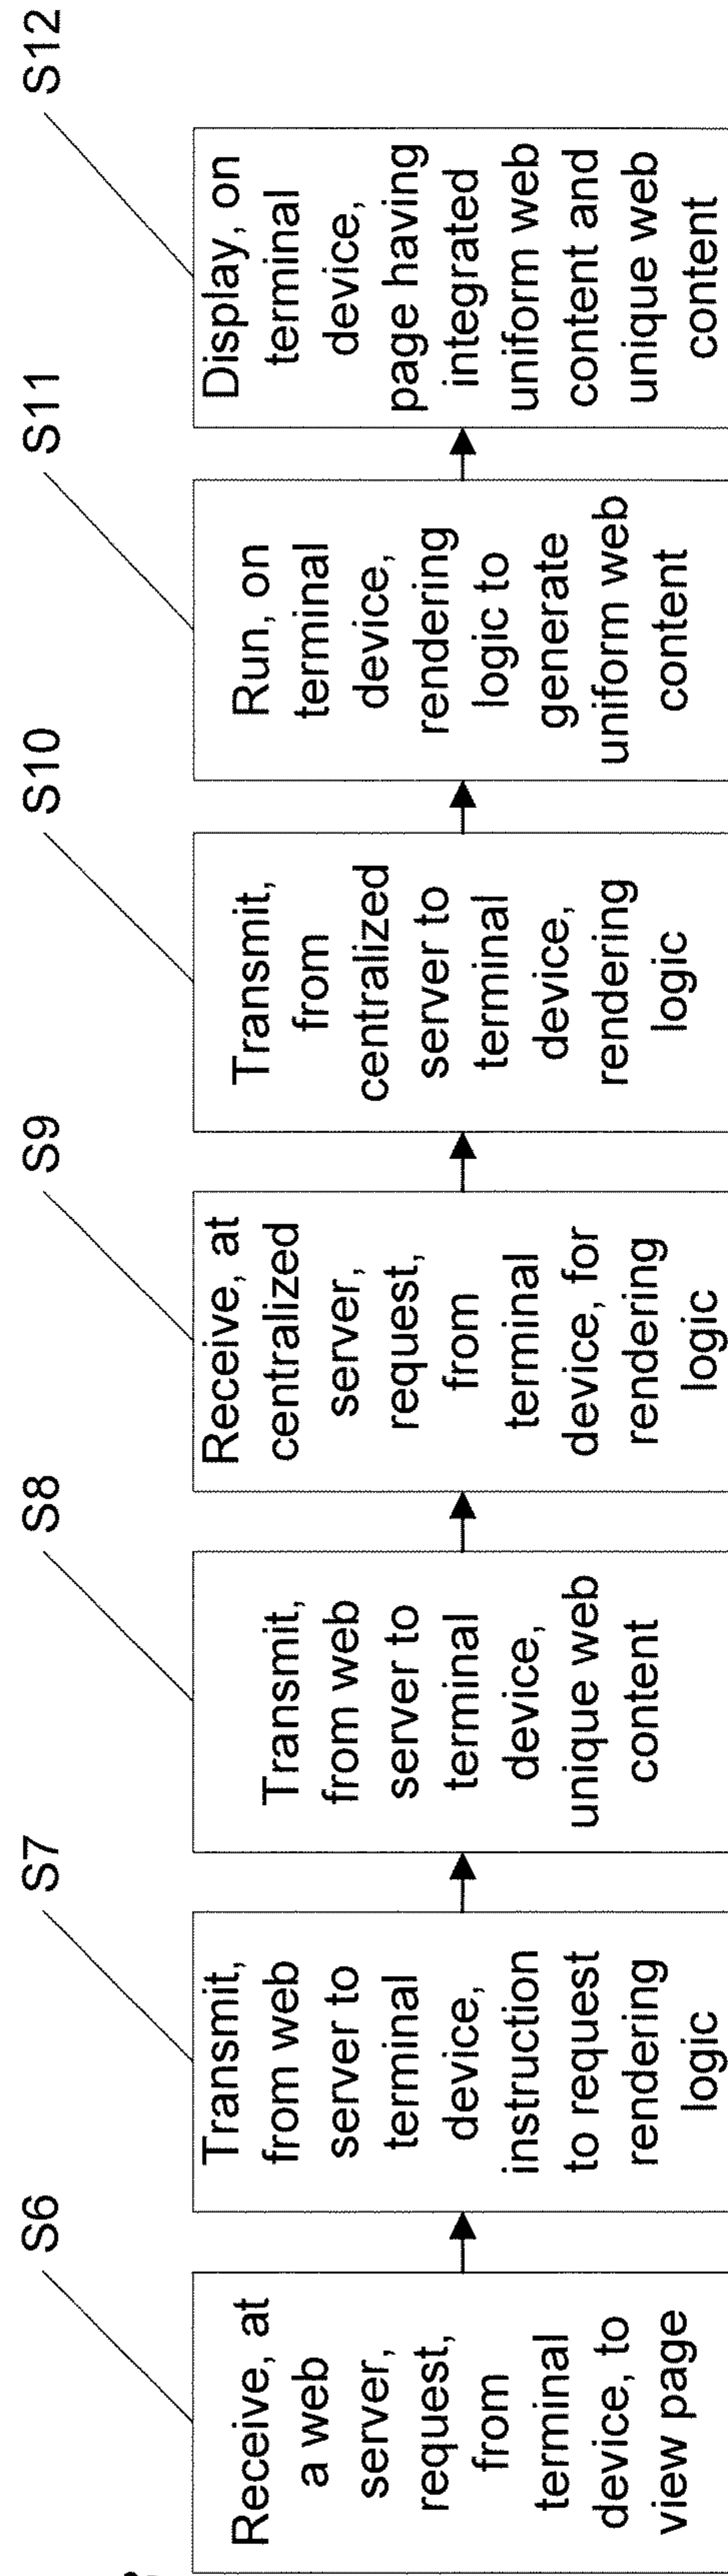 S6
Receive, at
a web
server,
request,
from
terminal
device, to
view page
S7
Transmit,
from web
server to
terminal
device,
instruction
to request
rendering
logic
S8
Transmit,
from web
server to
terminal
device,
unique web
content
S9
Receive, at
centralized
server,
request,
from
terminal
device, for
rendering
logic
S10
Transmit,
from
centralized
server to
terminal
device,
rendering
logic
S11
Run, on
terminal
device,
rendering
logic to
generate
uniform web
content
S12
Display, on
terminal
device,
page having
integrated
uniform web
content and
unique web
content